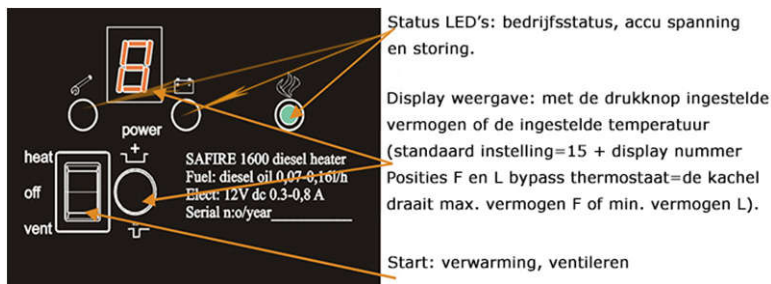 8
power
+
heat
off
vent
SAFIRE 1600 diesel heater
Fuel: diesel oil 0,07-0,16l/h
Elect: 12V dc 0.3-0,8 A
Serial n:o/year
Status LED's: bedrijfsstatus, accu spanning
en storing.
Display weergave: met de drukknop ingestelde
vermogen of de ingestelde temperatuur
(standaard instelling=15 + display nummer
Posities F en L bypass thermostaat=de kachel
draait max. vermogen F of min. vermogen L).
Start: verwarming, ventileren